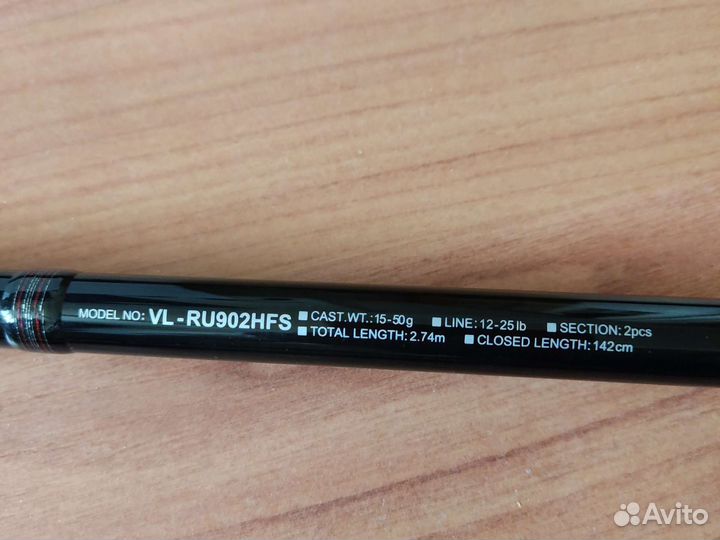 MODEL NO: VL-RU902HFS ■ CAST.WT.: 15-50g ■ LINE: 12-25lb ■ SECTION: 2pcs
■ TOTAL LENGTH: 2.74m ■ CLOSED LENGTH: 142cm
Avito